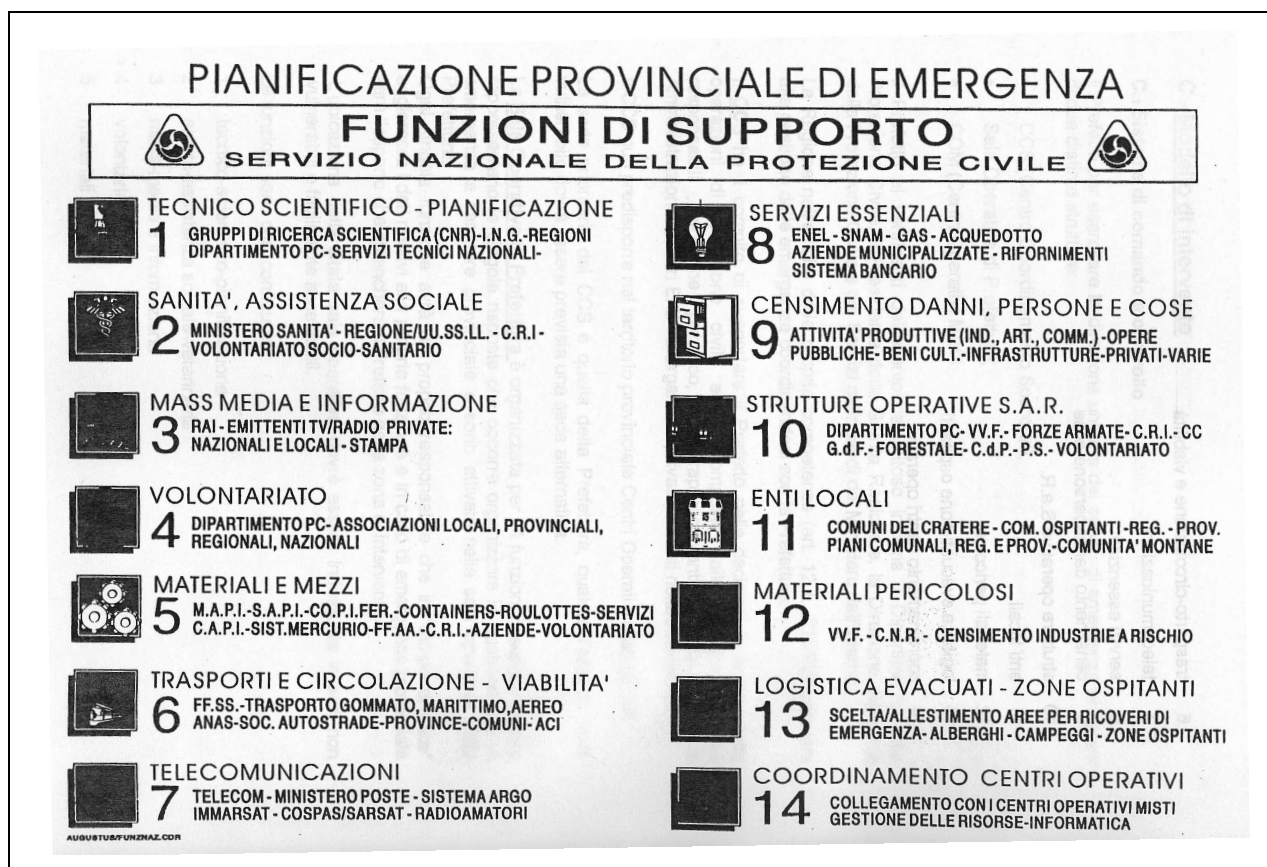 PIANIFICAZIONE PROVINCIALE DI EMERGENZA
FUNZIONI DI SUPPORTO
SERVIZIO NAZIONALE DELLA PROTEZIONE CIVILE
TECNICO SCIENTIFICO - PIANIFICAZIONE
1 GRUPPI DI RICERCA SCIENTIFICA (CNR)-I.N.G.-REGIONI
DIPARTIMENTO PC- SERVIZI TECNICI NAZIONALI-
SANITA', ASSISTENZA SOCIALE
2 MINISTERO SANITA' - REGIONE/UU.SS.LL. - C.R.I -
VOLONTARIATO SOCIO-SANITARIO
MASS MEDIA E INFORMAZIONE
3 RAI - EMITTENTI TV/RADIO PRIVATE:
NAZIONALI E LOCALI - STAMPA
VOLONTARIATO
4 DIPARTIMENTO PC- ASSOCIAZIONI LOCALI, PROVINCIALI,
REGIONALI, NAZIONALI
MATERIALI E MEZZI
5 M.A.P.I.-S.A.P.I.-CO.P.I.FER.-CONTAINERS-ROULOTTES-SERVIZI
C.A.P.I.-SIST.MERCURIO-FF.AA.-C.R.I.-AZIENDE-VOLONTARIATO
TRASPORTI E CIRCOLAZIONE - VIABILITA'
6 FF.SS.-TRASPORTO GOMMATO, MARITTIMO,AEREO
ANAS-SOC. AUTOSTRADE-PROVINCE-COMUNI- ACI
TELECOMUNICAZIONI
7 TELECOM - MINISTERO POSTE - SISTEMA ARGO
IMMARSAT - COSPAS/SARSAT - RADIOAMATORI
AUGUSTUS/FUNZNAZ.CDR
SERVIZI ESSENZIALI
8 ENEL - SNAM - GAS - ACQUEDOTTO
AZIENDE MUNICIPALIZZATE - RIFORNIMENTI
SISTEMA BANCARIO
CENSIMENTO DANNI, PERSONE E COSE
9 ATTIVITA' PRODUTTIVE (IND., ART., COMM.) - OPERE
PUBBLICHE- BENI CULT.-INFRASTRUTTURE-PRIVATI-VARIE
STRUTTURE OPERATIVE S.A.R.
10 DIPARTIMENTO PC- VV.F. - FORZE ARMATE- C.R.I. - CC
G.d.F.- FORESTALE- C.d.P. - P.S.- VOLONTARIATO
ENTI LOCALI
11 COMUNI DEL CRATERE - COM. OSPITANTI -REG. - PROV.
PIANI COMUNALI, REG. E PROV.-COMUNITA' MONTANE
MATERIALI PERICOLOSI
12 VV.F. - C.N.R. - CENSIMENTO INDUSTRIE A RISCHIO
LOGISTICA EVACUATI - ZONE OSPITANTI
13 SCELTA/ALLESTIMENTO AREE PER RICOVERI DI
EMERGENZA- ALBERGHI - CAMPEGGI - ZONE OSPITANTI
COORDINAMENTO CENTRI OPERATIVI
14 COLLEGAMENTO CON I CENTRI OPERATIVI MISTI
GESTIONE DELLE RISORSE-INFORMATICA